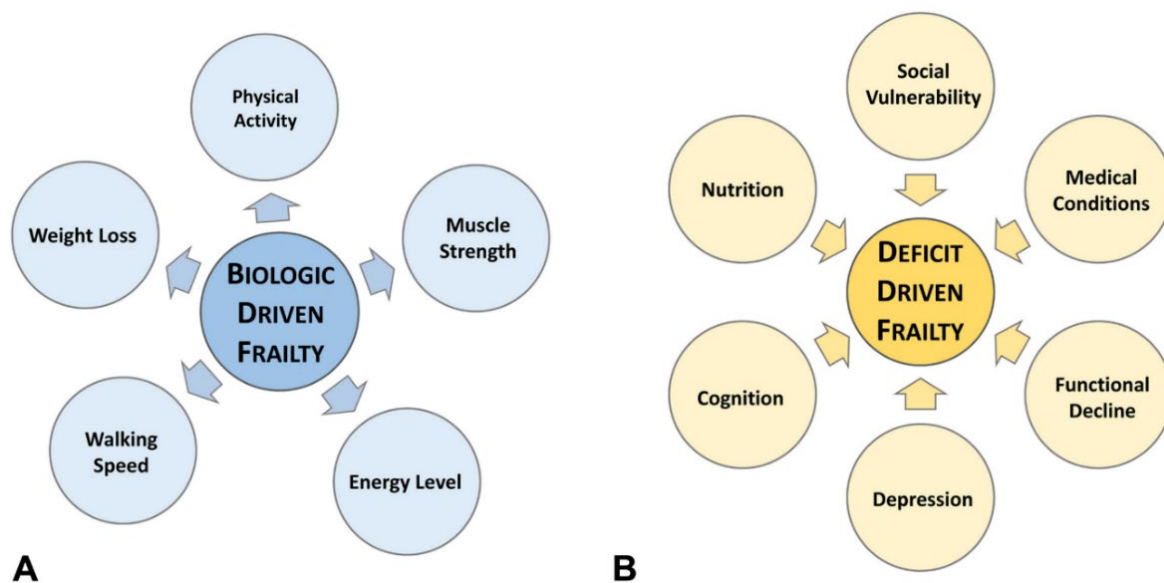 Physical
Activity
Weight Loss
Muscle
Strength
BIOLOGIC
DRIVEN
FRAILTY
Walking
Speed
Energy Level
A
Social
Vulnerability
Nutrition
Medical
Conditions
DEFICIT
DRIVEN
FRAILTY
Cognition
Functional
Decline
Depression
B